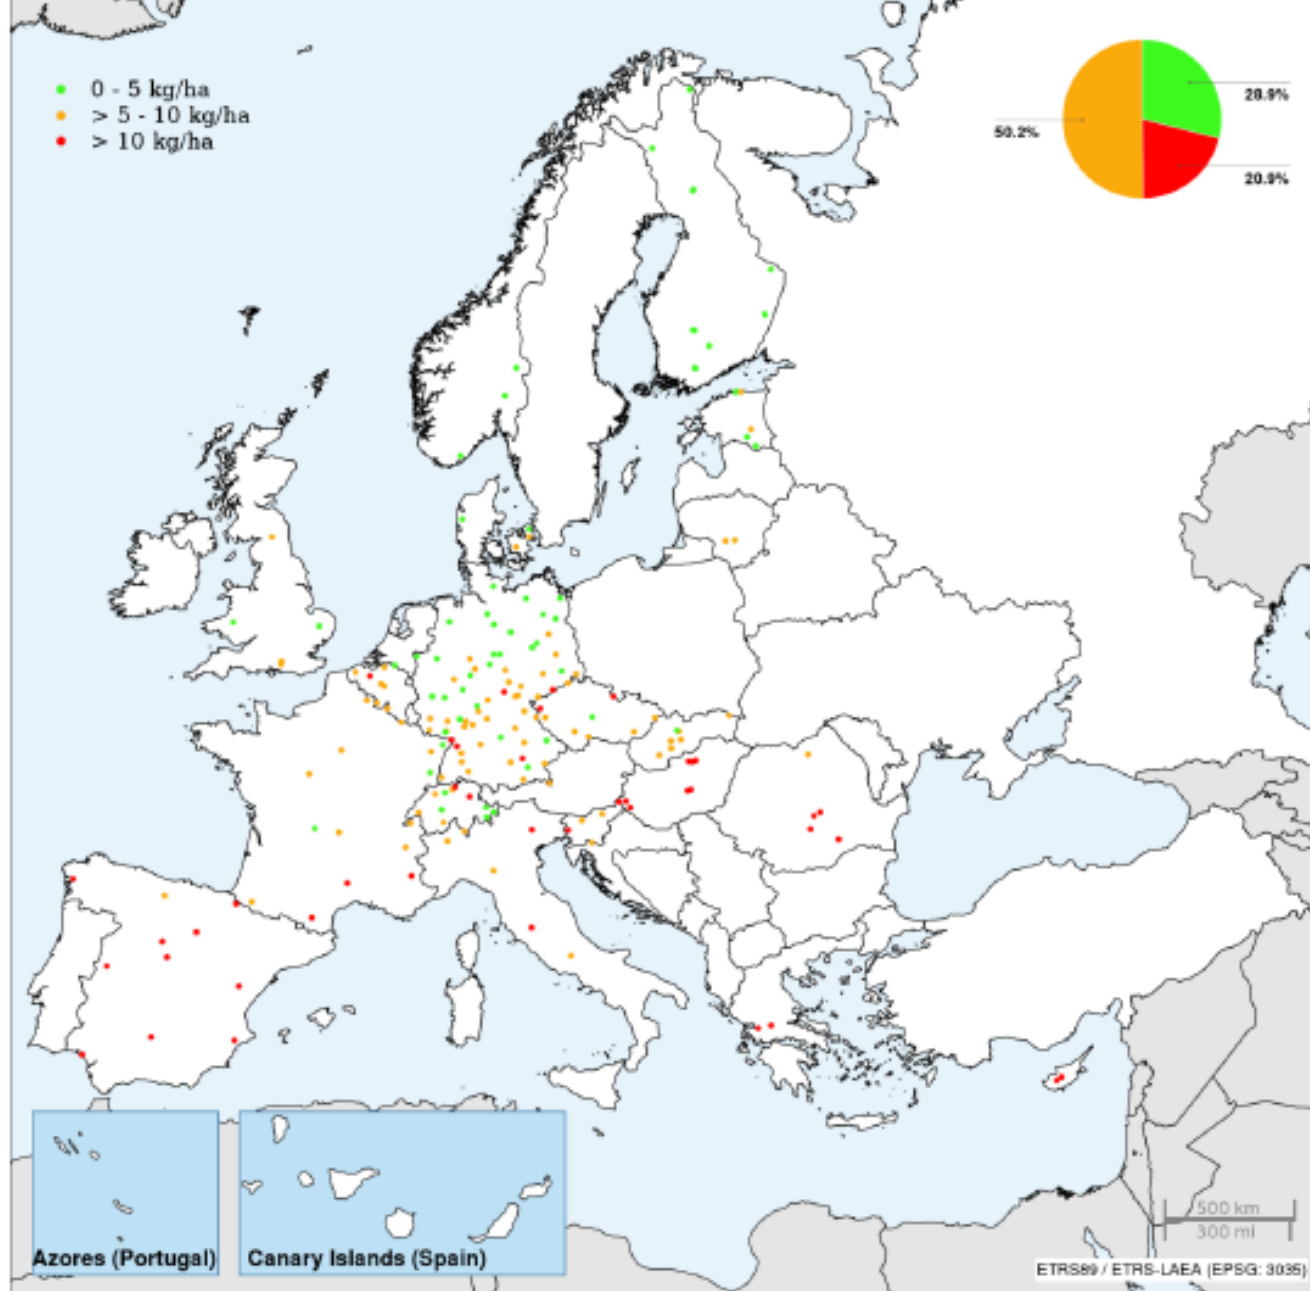 0 - 5 kg/ha
> 5 - 10 kg/ha
> 10 kg/ha
28.9%
50.2%
20.9%
500 km
300 mi
Azores (Portugal)
Canary Islands (Spain)
ETRS89 / ETRS-LAEA (EPSG: 3035)